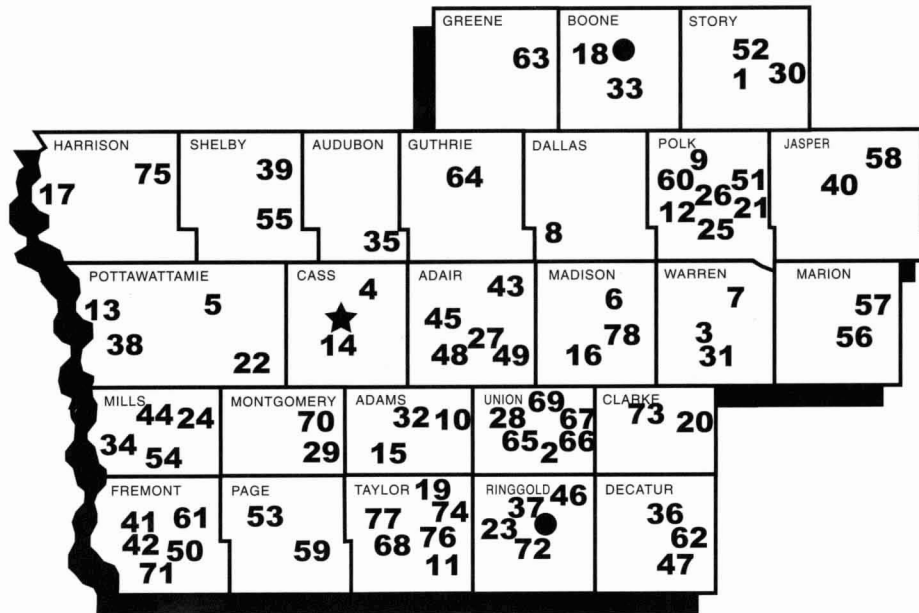 GREENE BOONE STORY
63 18 33 52 1 30
HARRISON SHELBY AUDUBON GUTHRIE DALLAS POLK JASPER
17 75 39 55 35 64 8 9 60 26 51 12 25 21 40 58
POTTAWATTAMIE CASS ADAIR MADISON WARREN MARION
13 38 5 22 4 14 43 45 27 48 49 6 78 16 7 3 31 57 56
MILLS MONTGOMERY ADAMS UNION CLARKE
44 24 34 54 70 29 32 10 15 69 28 67 65 2 66 73 20
FREMONT PAGE TAYLOR RINGGOLD DECATUR
41 61 42 50 71 53 59 19 77 74 68 76 11 46 37 23 72 36 62 47